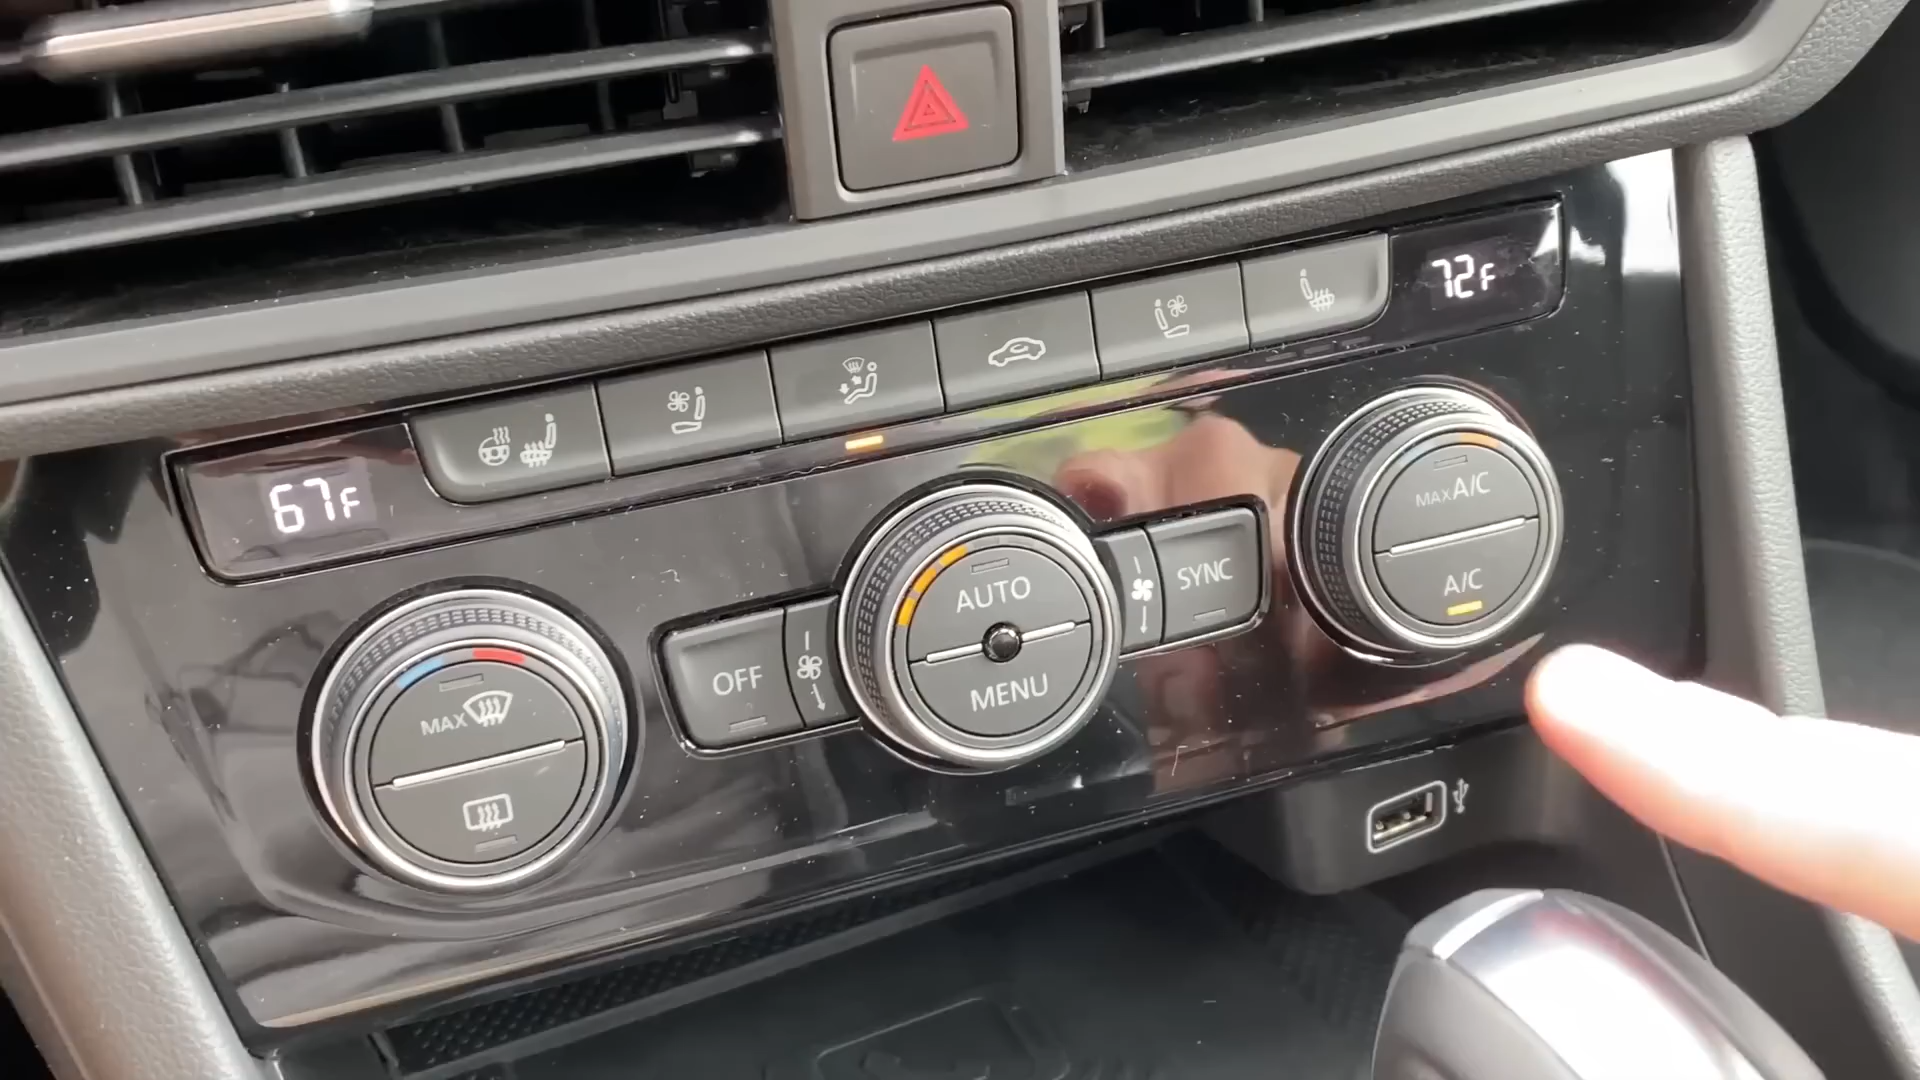 72F
67F
MAX A/C
A/C
AUTO
MENU
SYNC
OFF
MAX